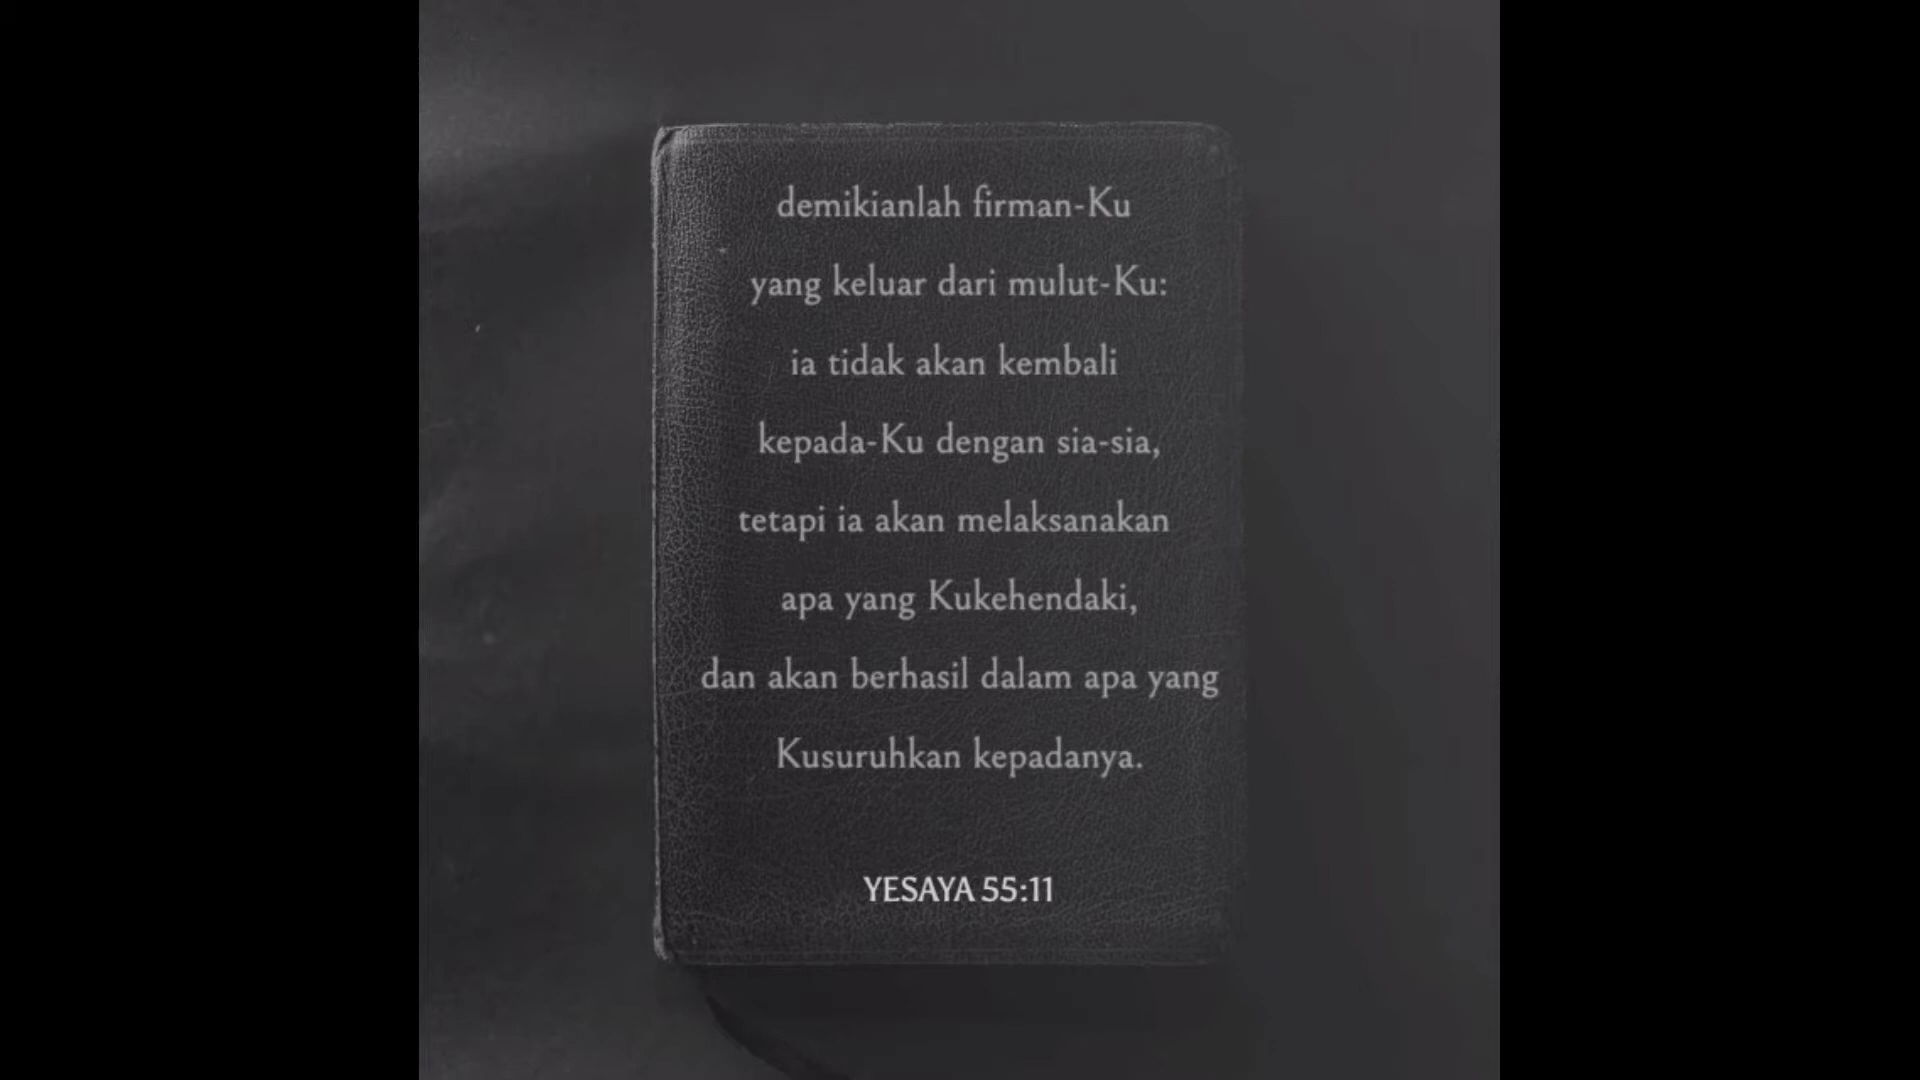 demikianlah firman-Ku
yang keluar dari mulut-Ku:
ia tidak akan kembali
kepada-Ku dengan sia-sia,
tetapi ia akan melaksanakan
apa yang Kukehendaki,
dan akan berhasil dalam apa yang
Kusuruhkan kepadanya.
YESAYA 55:11